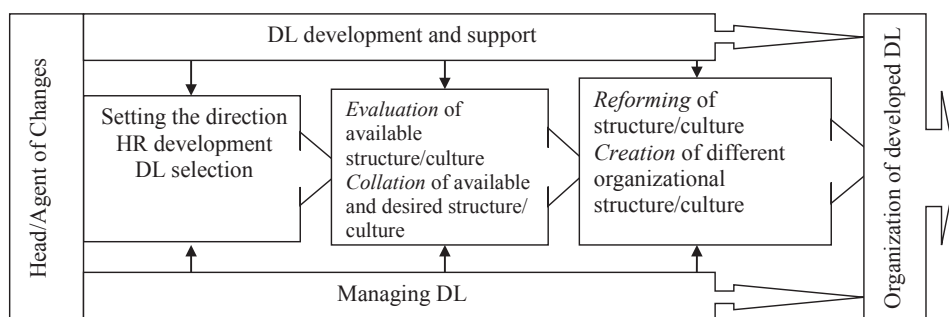 Head/Agent of Changes
DL development and support
Setting the direction
HR development
DL selection
Evaluation of
available
structure/culture
Collation of available
and desired structure/
culture
Reforming of
structure/culture
Creation of different
organizational
structure/culture
Managing DL
Organization of developed DL